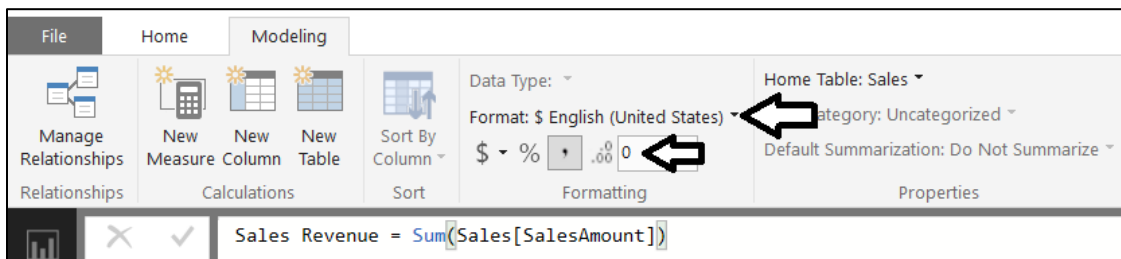 File Home Modeling
Data Type:
Home Table: Sales
Format: $ English (United States)
ategory: Uncategorized
Manage Relationships
New Measure
New Column
New Table
Sort By Column
$ % , .00 0
Default Summarization: Do Not Summarize
Relationships Calculations Sort Formatting Properties
Sales Revenue = Sum(Sales[SalesAmount])